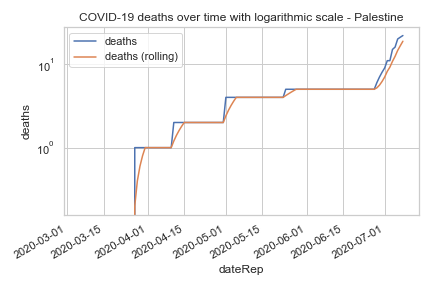 COVID-19 deaths over time with logarithmic scale - Palestine
deaths
deaths (rolling)
10¹
10⁰
deaths
2020-03-01
2020-03-15
2020-04-01
2020-04-15
2020-05-01
2020-05-15
2020-06-01
2020-06-15
2020-07-01
dateRep